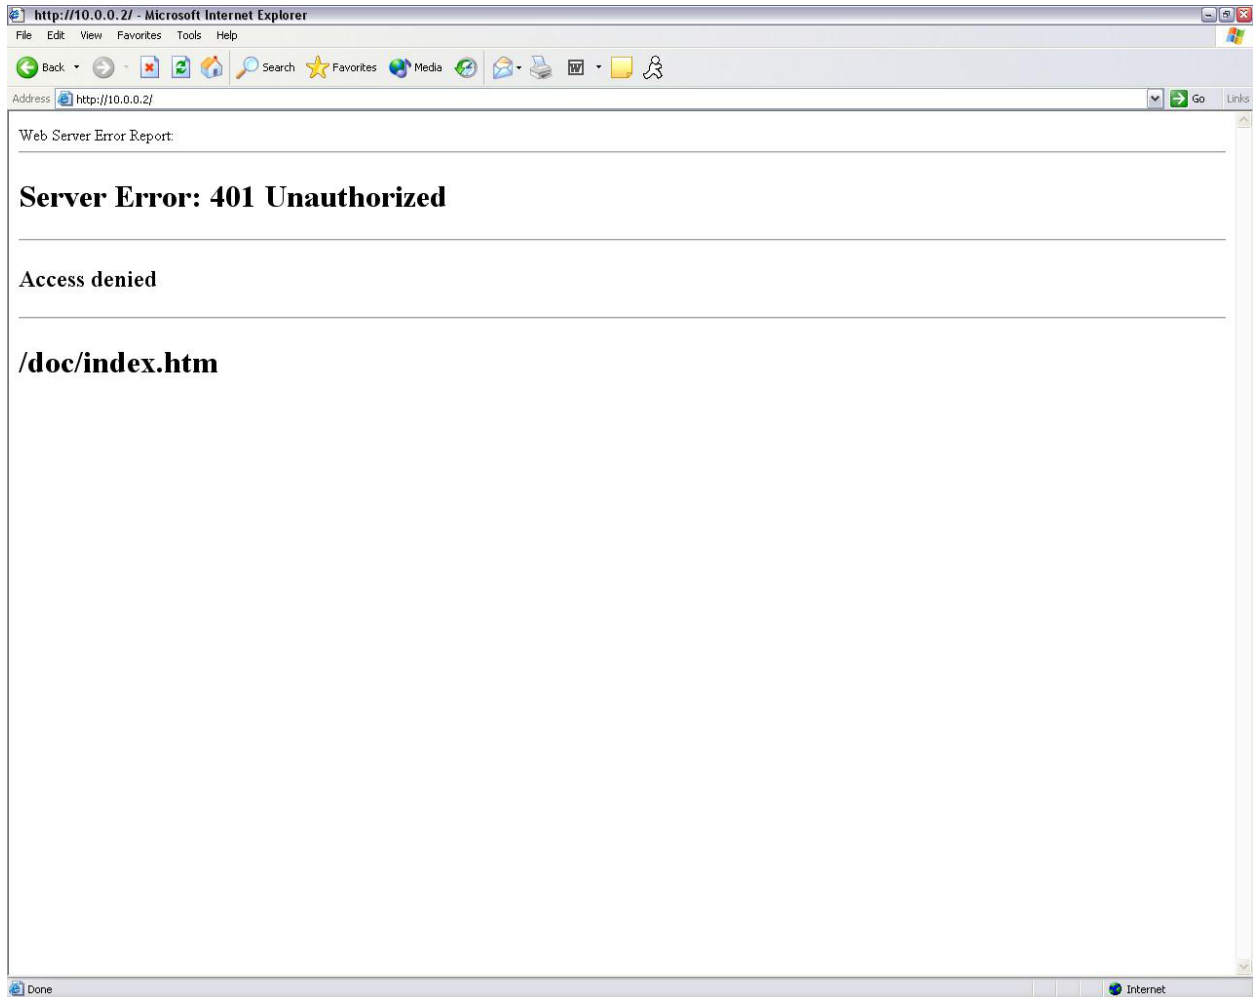 http://10.0.0.2/ - Microsoft Internet Explorer
File Edit View Favorites Tools Help
Back Search Favorites Media W
Address http://10.0.0.2/ Go Links
Web Server Error Report:
Server Error: 401 Unauthorized
Access denied
/doc/index.htm
Done Internet